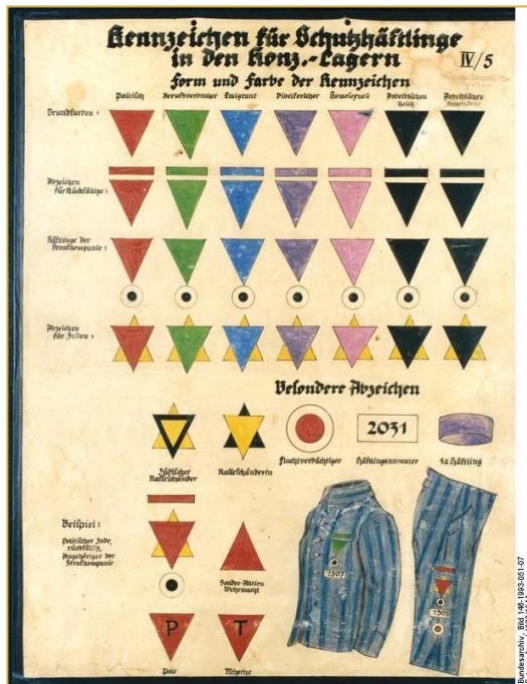 Kennzeichen für Schutzhäftlinge
in den Konz.-Lagern
IV/5
Form und Farbe der Kennzeichen
Politisch Berufsverbrecher Emigrant Bibelforscher Homosexuell Arbeitsscheu Reich Arbeitsscheu
Grundfarben:
Abzeichen
für Rückfällige:
Häftlinge der
Strafkompanie:
Abzeichen
für Juden:
Besondere Abzeichen
2031
Jüdischer
Rasseschänder
Rasseschänderin
Fluchtverdächtiger
Häftlingsnummer
Häftling
Beispiel:
Politischer Jude,
rückfällig,
Angehöriger der
Strafkompanie
Sonder-Aktion
Wehrmacht
1507
1505
P
T
Pole
Tscheche
Bundesarchiv, Bild 146-1993-051-07